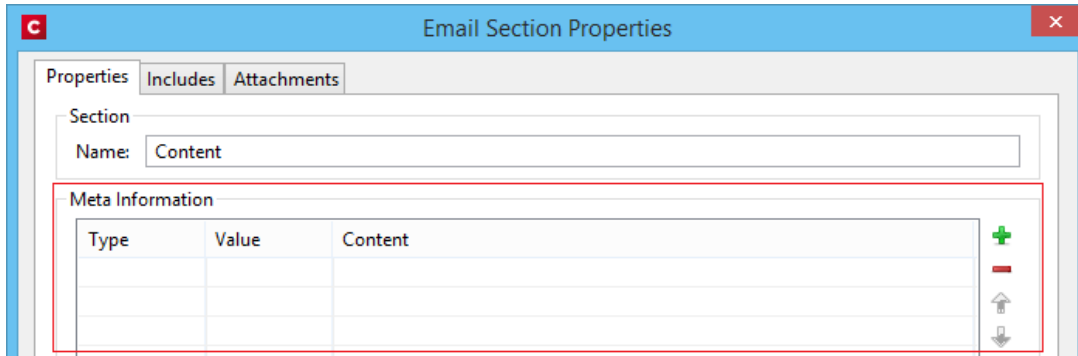 C
Email Section Properties
Properties Includes Attachments
Section
Name: Content
Meta Information
Type Value Content